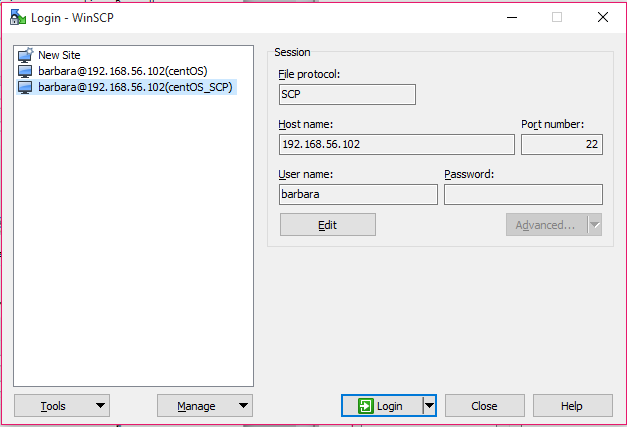 Login - WinSCP
New Site
barbara@192.168.56.102(centOS)
barbara@192.168.56.102(centOS_SCP)
Session
File protocol:
SCP
Host name:
Port number:
192.168.56.102
22
User name:
Password:
barbara
Edit
Advanced...
Tools
Manage
Login
Close
Help